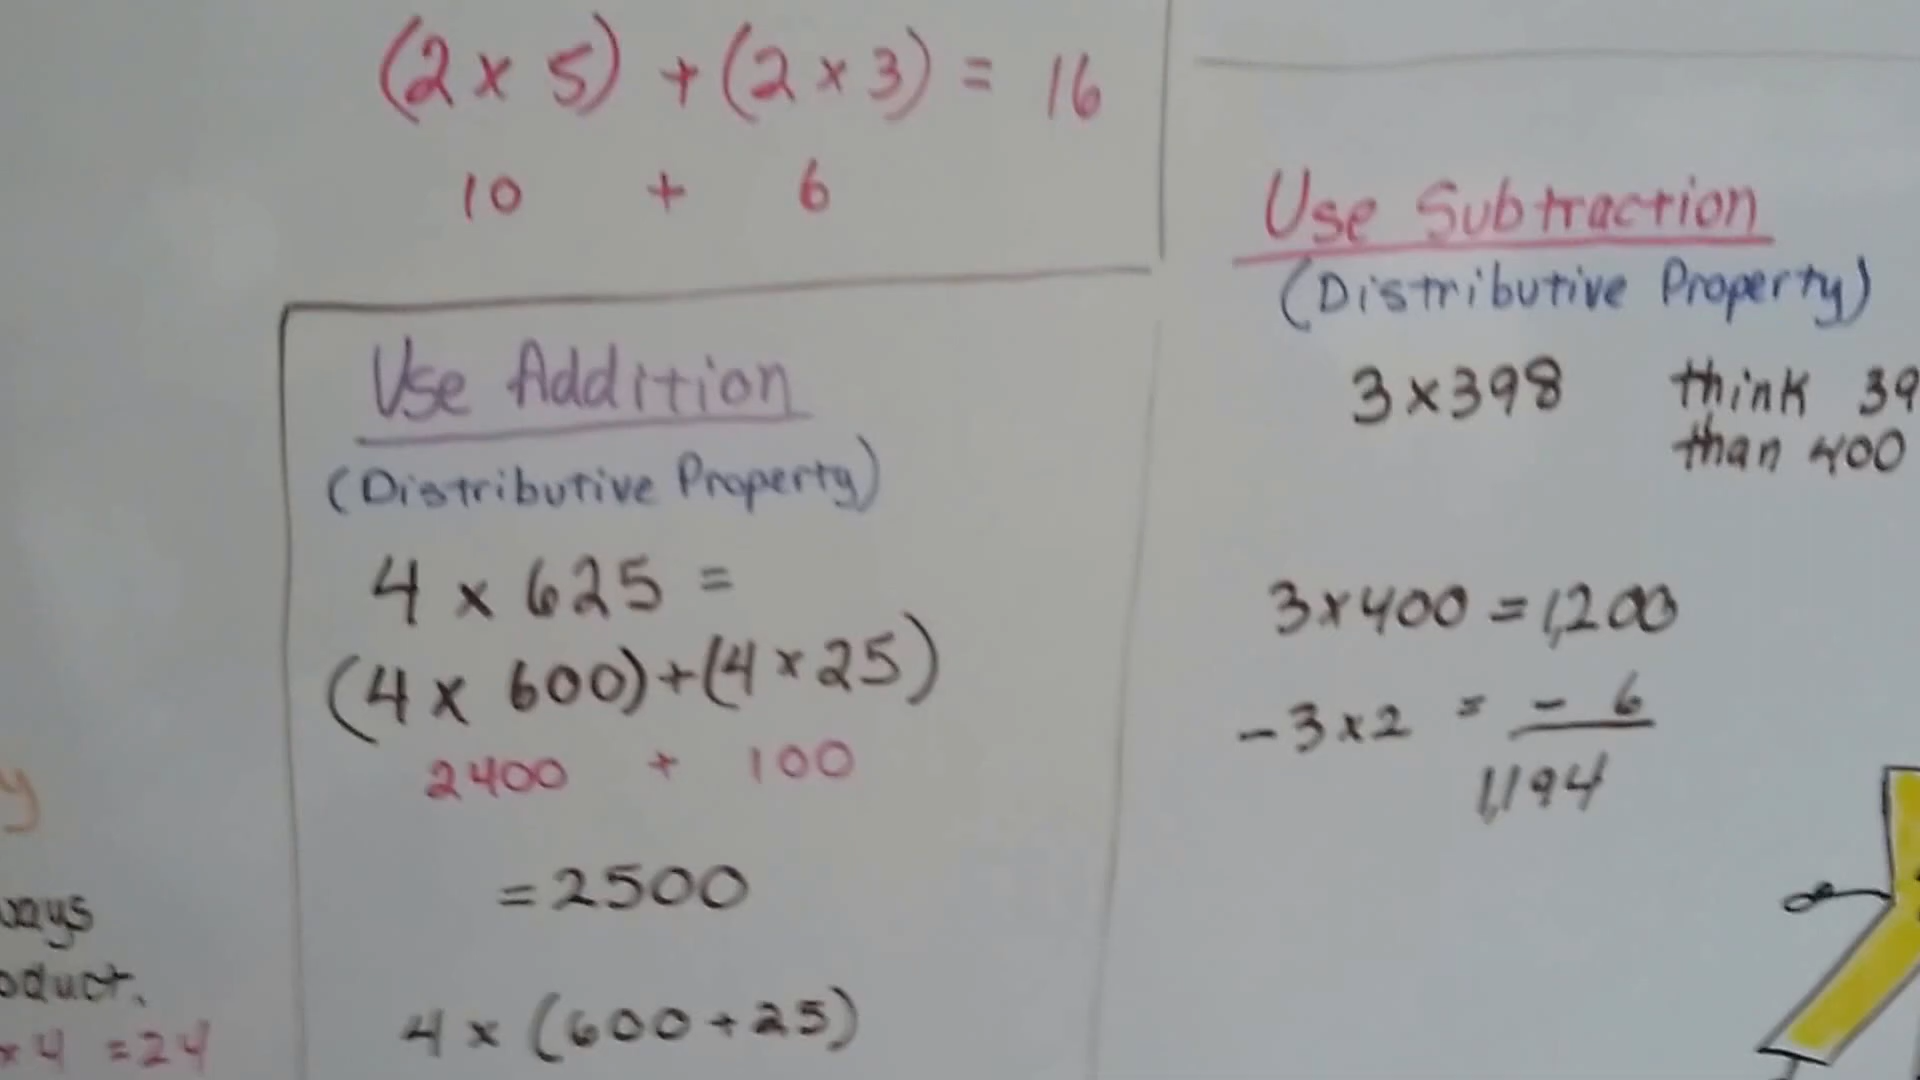 (2 x 5) + (2 x 3) = 16
10 + 6
Use Addition
(Distributive Property)
4 x 625 =
(4 x 600) + (4 x 25)
2400 + 100
= 2500
4 x (600 + 25)
Use Subtraction
(Distributive Property)
3 x 398 think 39
than 400
3 x 400 = 1,200
- 3 x 2 = - 6
1,194
y
ways
oduct.
x 4 = 24